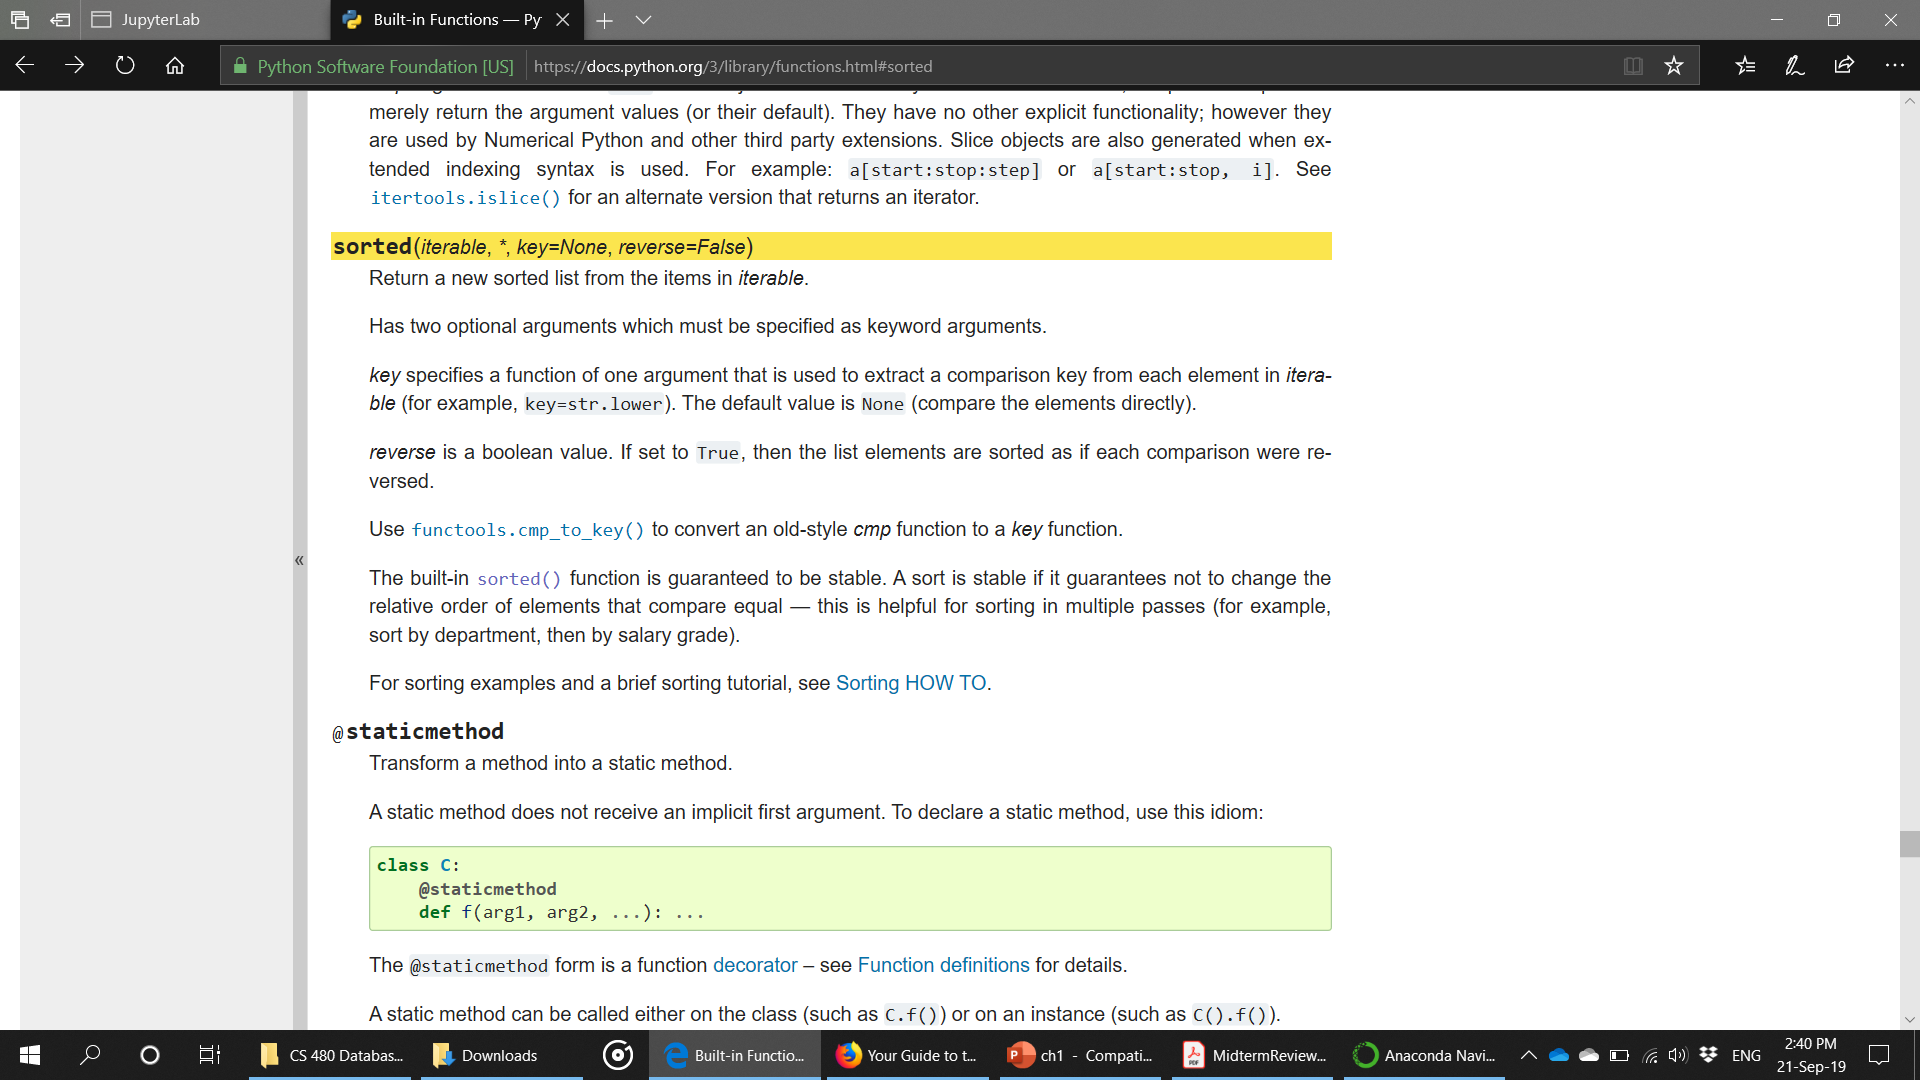 JupyterLab
Built-in Functions — Py
Python Software Foundation [US]
https://docs.python.org/3/library/functions.html#sorted
merely return the argument values (or their default). They have no other explicit functionality; however they
are used by Numerical Python and other third party extensions. Slice objects are also generated when ex-
tended indexing syntax is used. For example: a[start:stop:step] or a[start:stop, i]. See
itertools.islice() for an alternate version that returns an iterator.
sorted(iterable, *, key=None, reverse=False)
Return a new sorted list from the items in iterable.
Has two optional arguments which must be specified as keyword arguments.
key specifies a function of one argument that is used to extract a comparison key from each element in itera-
ble (for example, key=str.lower). The default value is None (compare the elements directly).
reverse is a boolean value. If set to True, then the list elements are sorted as if each comparison were re-
versed.
Use functools.cmp_to_key() to convert an old-style cmp function to a key function.
The built-in sorted() function is guaranteed to be stable. A sort is stable if it guarantees not to change the
relative order of elements that compare equal — this is helpful for sorting in multiple passes (for example,
sort by department, then by salary grade).
For sorting examples and a brief sorting tutorial, see Sorting HOW TO.
@staticmethod
Transform a method into a static method.
A static method does not receive an implicit first argument. To declare a static method, use this idiom:
class C:
    @staticmethod
    def f(arg1, arg2, ...): ...
The @staticmethod form is a function decorator – see Function definitions for details.
A static method can be called either on the class (such as C.f()) or on an instance (such as C().f()).
«
CS 480 Databas...
Downloads
Built-in Functio...
Your Guide to t...
ch1 - Compati...
MidtermReview...
Anaconda Navi...
ENG
2:40 PM
21-Sep-19